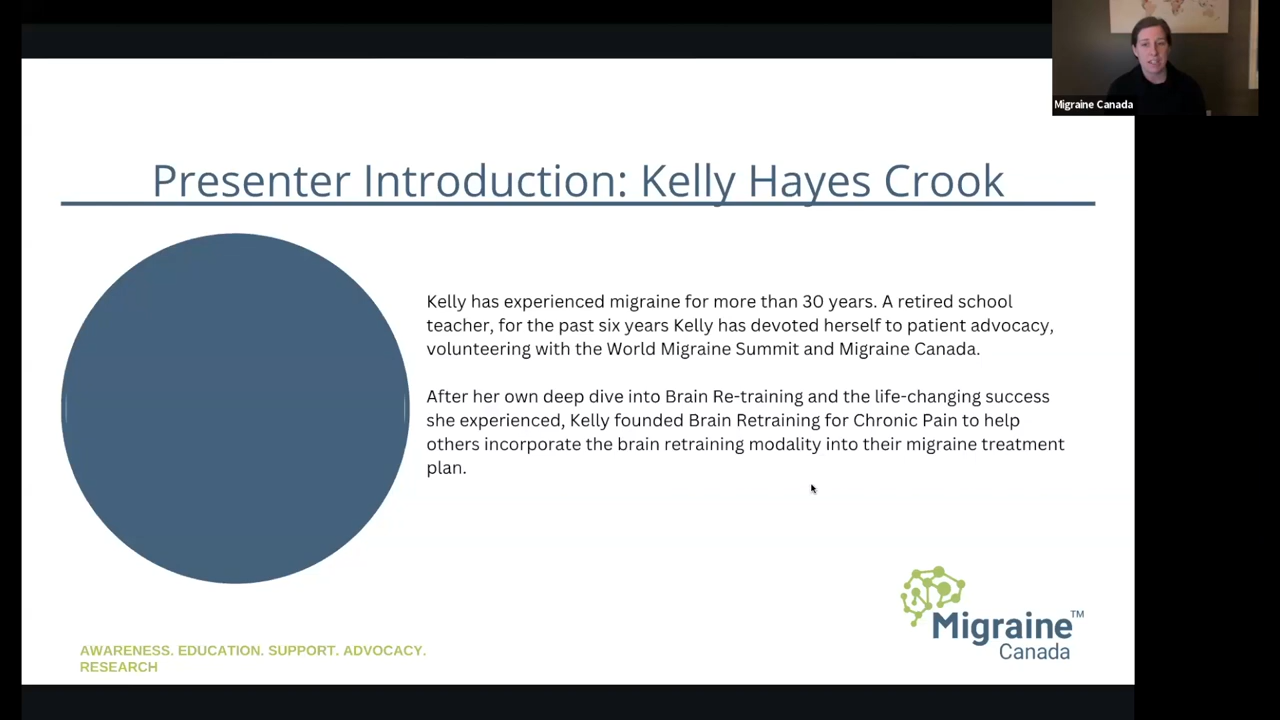 Migraine Canada
Presenter Introduction: Kelly Hayes Crook
Kelly has experienced migraine for more than 30 years. A retired school
teacher, for the past six years Kelly has devoted herself to patient advocacy,
volunteering with the World Migraine Summit and Migraine Canada.
After her own deep dive into Brain Re-training and the life-changing success
she experienced, Kelly founded Brain Retraining for Chronic Pain to help
others incorporate the brain retraining modality into their migraine treatment
plan.
Migraine™
Canada
AWARENESS. EDUCATION. SUPPORT. ADVOCACY.
RESEARCH